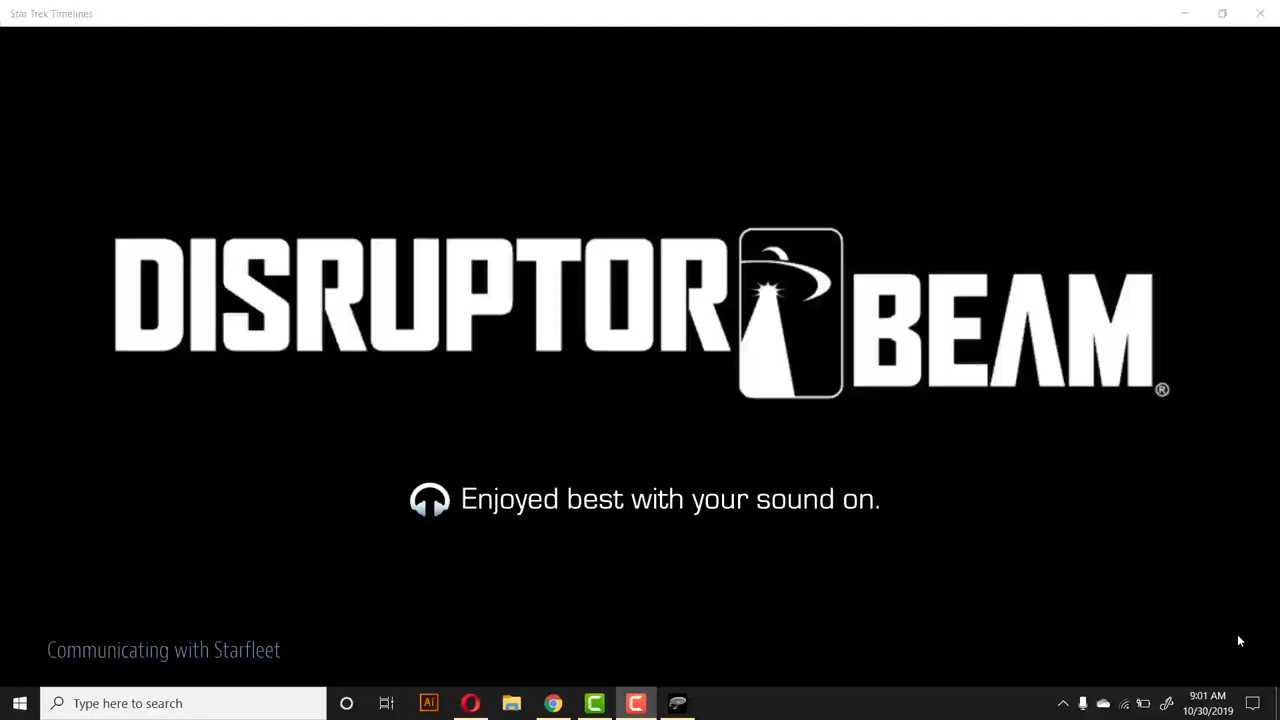 Star Trek Timelines
DISRUPTOR BEAM®
Enjoyed best with your sound on.
Communicating with Starfleet
Ai
C
C
Type here to search
9:01 AM
10/30/2019